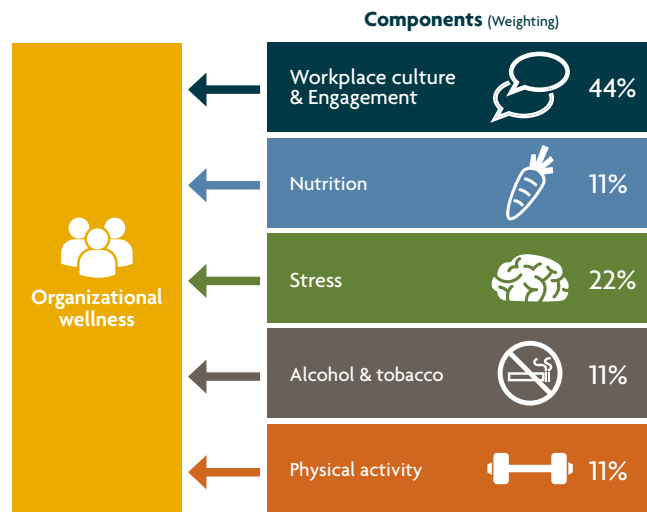 Components (Weighting)
Workplace culture
& Engagement
44%
Nutrition
11%
Stress
22%
Organizational
wellness
Alcohol & tobacco
11%
Physical activity
11%